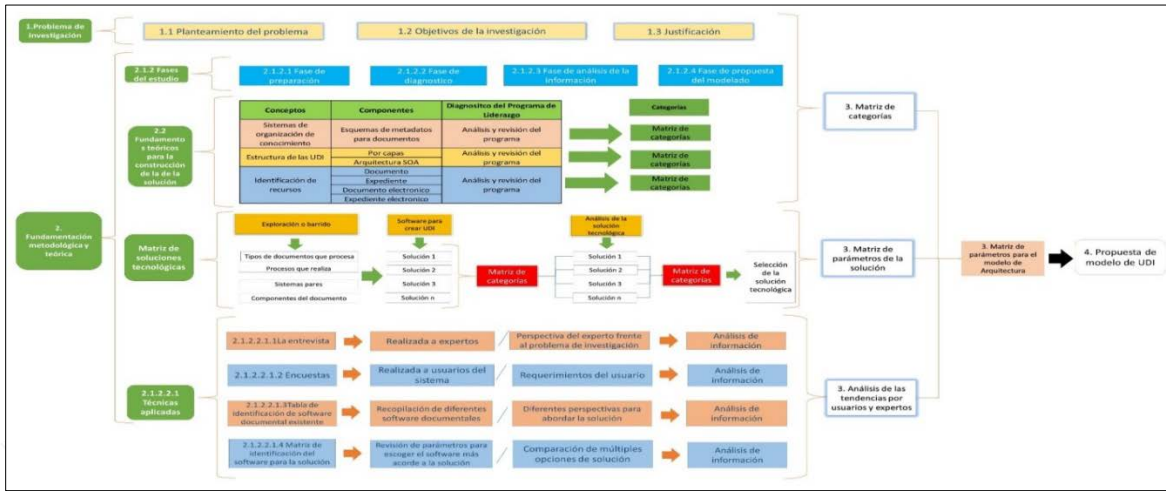 1.Problema de
investigación
1.1 Planteamiento del problema
1.2 Objetivos de la investigación
1.3 Justificación
2.1.2 Fases
del estudio
2.1.2.1 Fase de
preparación
2.1.2.2 Fase de
diagnostico
2.1.2.3 Fase de análisis de la
información
2.1.2.4 Fase de propuesta
del modelado
2.2
Fundamento
s teóricos
para la
construcción
de la de la
solución
Conceptos
Componentes
Diagnositco del Programa de
Liderazgo
Sistemas de
organización de
conocimiento
Esquemas de metadatos
para documentos
Análisis y revisión del
programa
Estructura de las UDI
Por capas
Arquitectura SOA
Análisis y revisión del
programa
Identificación de
recursos
Documento
Expediente
Documento electronico
Expediente electronico
Análisis y revisión del
programa
Categorías
Matriz de
categorías
Matriz de
categorías
Matriz de
categorías
3. Matriz de
categorías
2.
Fundamentación
metodológica y
teórica
Matriz de
soluciones
tecnológicas
Exploración o barrido
Tipos de documentos que procesa
Procesos que realiza
Sistemas pares
Componentes del documento
Software para
crear UDI
Solución 1
Solución 2
Solución 3
Solución n
Matriz de
categorías
Análisis de la
solución
tecnológica
Solución 1
Solución 2
Solución 3
Solución n
Matriz de
categorías
Selección
de la
solución
tecnológica
3. Matriz de
parámetros de la
solución
3. Matriz de
parámetros para el
modelo de
Arquitectura
4. Propuesta de
modelo de UDI
2.1.2.2.1
Técnicas
aplicadas
2.1.2.2.1.1La entrevista
Realizada a expertos
Perspectiva del experto frente
al problema de investigación
Análisis de
información
2.1.2.2.1.2 Encuestas
Realizada a usuarios del
sistema
Requerimientos del usuario
Análisis de
información
2.1.2.2.1.3Tabla de
identificación de software
documental existente
Recopilación de diferentes
software documentales
Diferentes perspectivas para
abordar la solución
Análisis de
información
2.1.2.2.1.4 Matriz de
identificación del
software para la solución
Revisión de parámetros para
escoger el software más
acorde a la solución
Comparación de múltiples
opciones de solución
Análisis de
información
3. Análisis de las
tendencias por
usuarios y expertos